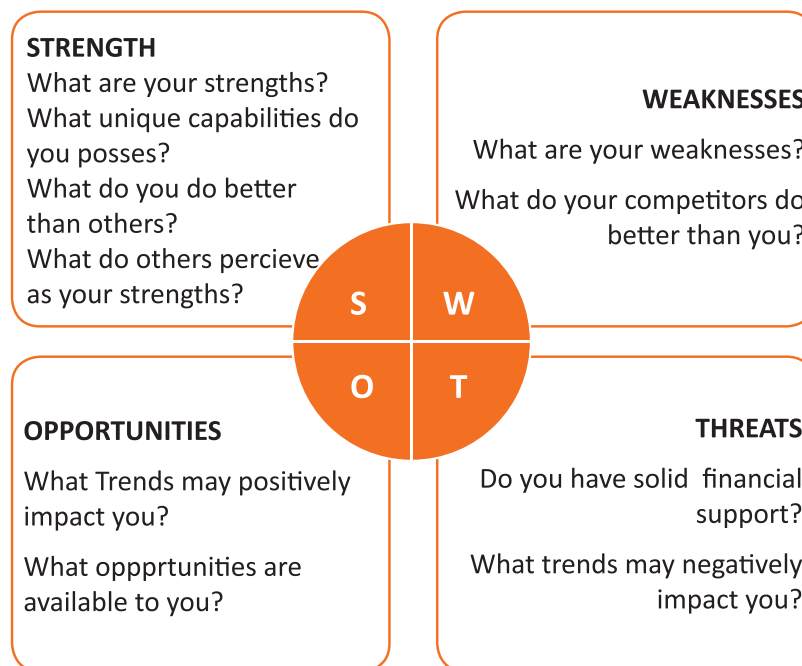 STRENGTH
What are your strengths?
What unique capabilities do
you posses?
What do you do better
than others?
What do others percieve
as your strengths?
WEAKNESSES
What are your weaknesses?
What do your competitors do
better than you?
S
W
O
T
OPPORTUNITIES
What Trends may positively
impact you?
What oppprtunities are
available to you?
THREATS
Do you have solid  financial
support?
What trends may negatively
impact you?